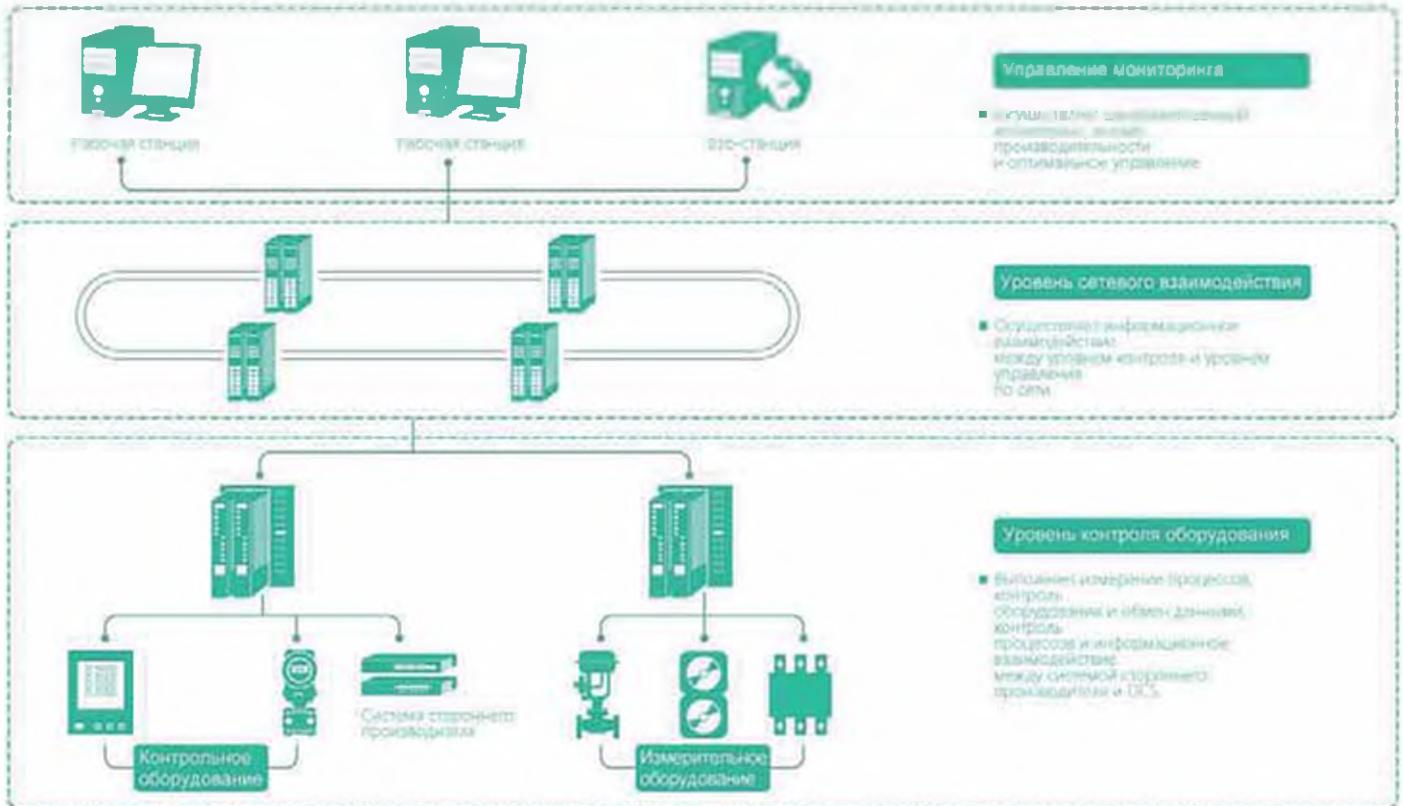 Рабочая станция
Рабочая станция
Веб-станция
Управление мониторинга
производительности
и оптимальное управление
Уровень сетевого взаимодействия
Осуществляет информационное
взаимодействие
между уровнем контроля и уровнем
управления
по сети
Уровень контроля оборудования
Выполняет измерение процессов,
контроль
оборудования и обмен данными,
контроль
процессов и информационное
взаимодействие
между системой стороннего
производителя и DCS.
Система стороннего
производителя
Контрольное
оборудование
Измерительное
оборудование